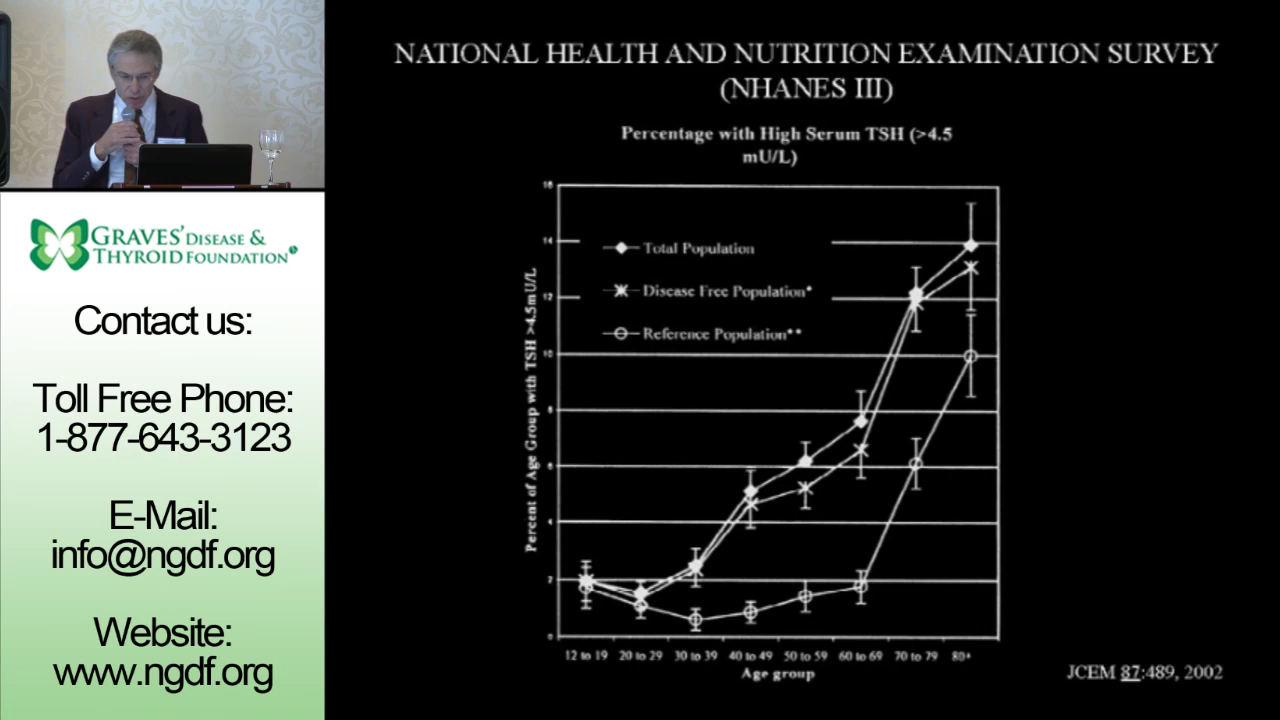 NATIONAL HEALTH AND NUTRITION EXAMINATION SURVEY
(NHANES III)
Percentage with High Serum TSH (>4.5
mU/L)
16
14
12
10
8
6
4
2
0
Percent of Age Group with TSH >4.5mU/L
Total Population
Disease Free Population*
Reference Population**
12 to 19 20 to 29 30 to 39 40 to 49 50 to 59 60 to 69 70 to 79 80+
Age group
JCEM 87:489, 2002
GRAVES' DISEASE &
THYROID FOUNDATION
Contact us:
Toll Free Phone:
1-877-643-3123
E-Mail:
info@ngdf.org
Website:
www.ngdf.org